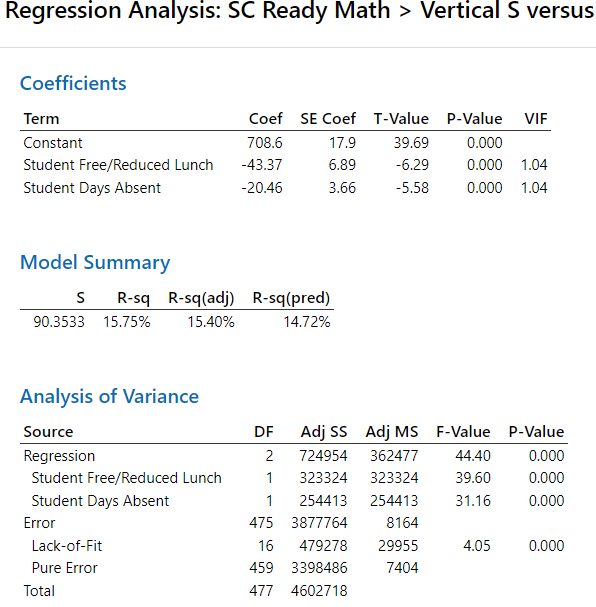 Regression Analysis: SC Ready Math > Vertical S versus
Coefficients
Term Coef SE Coef T-Value P-Value VIF
Constant 708.6 17.9 39.69 0.000
Student Free/Reduced Lunch -43.37 6.89 -6.29 0.000 1.04
Student Days Absent -20.46 3.66 -5.58 0.000 1.04
Model Summary
S R-sq R-sq(adj) R-sq(pred)
90.3533 15.75% 15.40% 14.72%
Analysis of Variance
Source DF Adj SS Adj MS F-Value P-Value
Regression 2 724954 362477 44.40 0.000
Student Free/Reduced Lunch 1 323324 323324 39.60 0.000
Student Days Absent 1 254413 254413 31.16 0.000
Error 475 3877764 8164
Lack-of-Fit 16 479278 29955 4.05 0.000
Pure Error 459 3398486 7404
Total 477 4602718